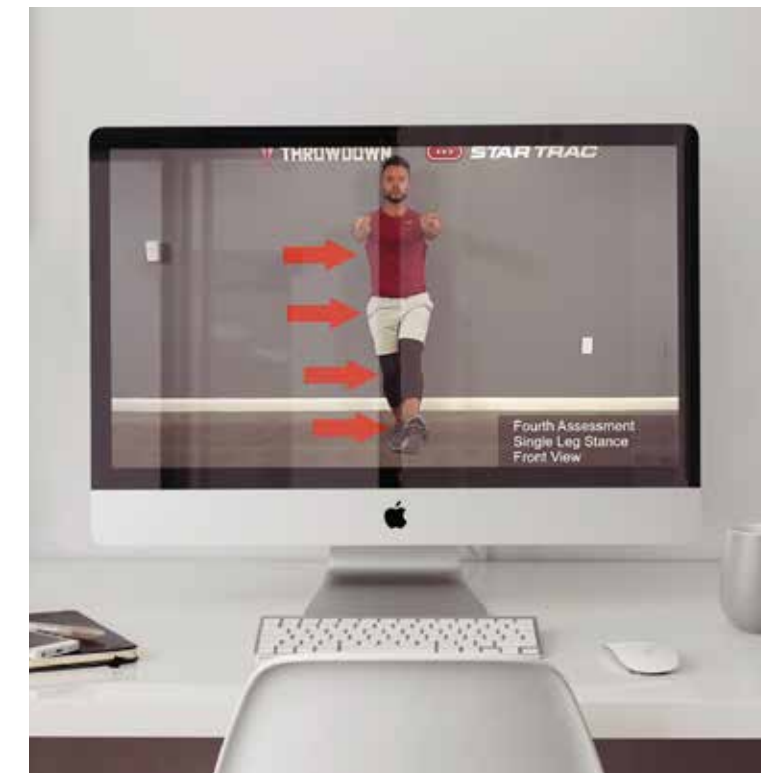 THROWDOWN
STAR TRAC
Fourth Assessment
Single Leg Stance
Front View